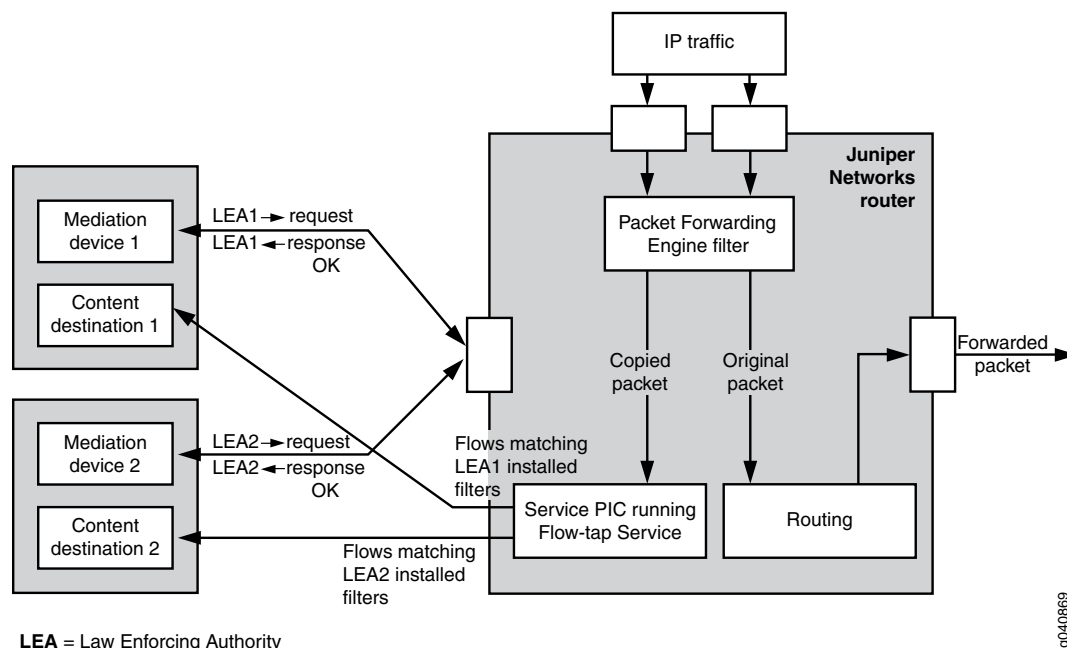 IP traffic
Juniper
Networks
router
Packet Forwarding
Engine filter
Mediation
device 1
Content
destination 1
LEA1→ request
LEA1←response
OK
Copied
packet
Original
packet
Forwarded
packet
Mediation
device 2
Content
destination 2
LEA2→ request
LEA2←response
OK
Flows matching
LEA1 installed
filters
Service PIC running
Flow-tap Service
Routing
Flows matching
LEA2 installed
filters
LEA = Law Enforcing Authority
g040869